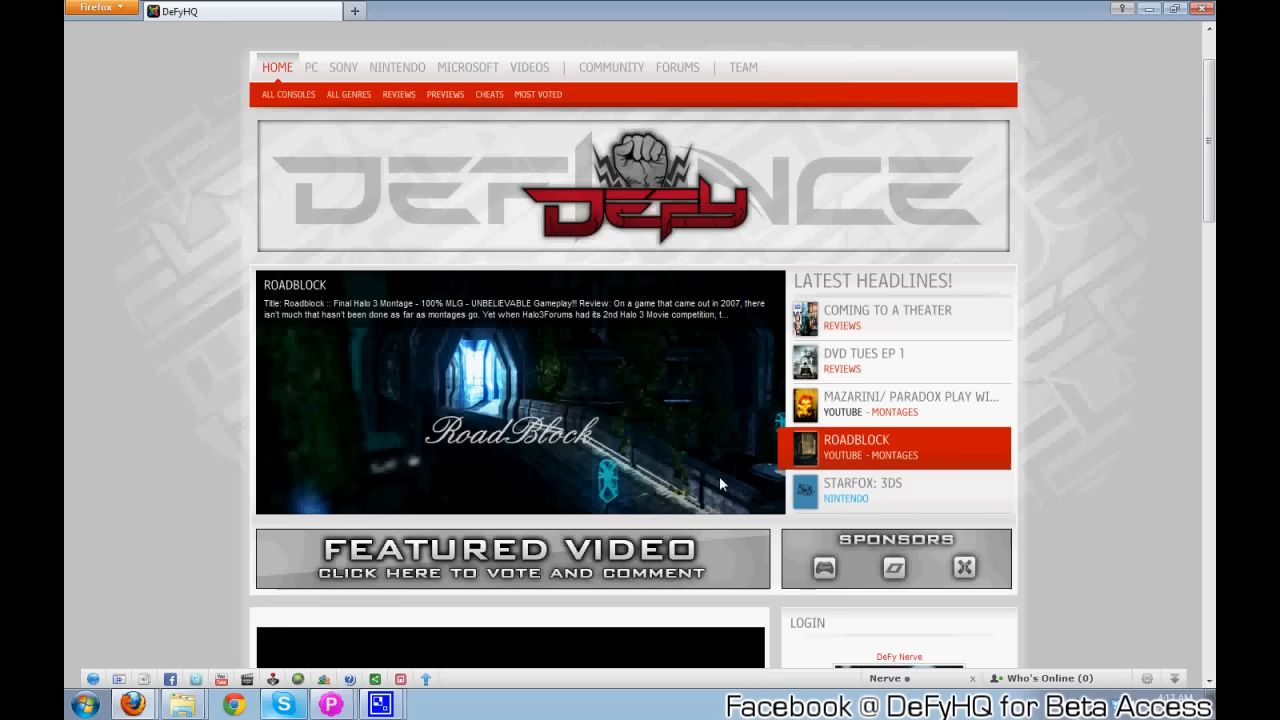 Firefox
DeFyHQ
HOME PC SONY NINTENDO MICROSOFT VIDEOS | COMMUNITY FORUMS | TEAM
ALL CONSOLES ALL GENRES REVIEWS PREVIEWS CHEATS MOST VOTED
DEFIANCE
DeFy
ROADBLOCK
Title: Roadblock :: Final Halo 3 Montage - 100% MLG - UNBELIEVABLE Gameplay!!! Review: On a game that came out in 2007, there
isn't much that hasn't been done as far as montages go. Yet when Halo3Forums had its 2nd Halo 3 Movie competition, t...
RoadBlock
LATEST HEADLINES!
COMING TO A THEATER
REVIEWS
DVD TUES EP 1
REVIEWS
MAZARINI/ PARADOX PLAY WI...
YOUTUBE - MONTAGES
ROADBLOCK
YOUTUBE - MONTAGES
STARFOX: 3DS
NINTENDO
FEATURED VIDEO
CLICK HERE TO VOTE AND COMMENT
SPONSORS
LOGIN
DeFy Nerve
Nerve
x
Who's Online (0)
4:17 AM
Facebook @ DeFyHQ for Beta Access